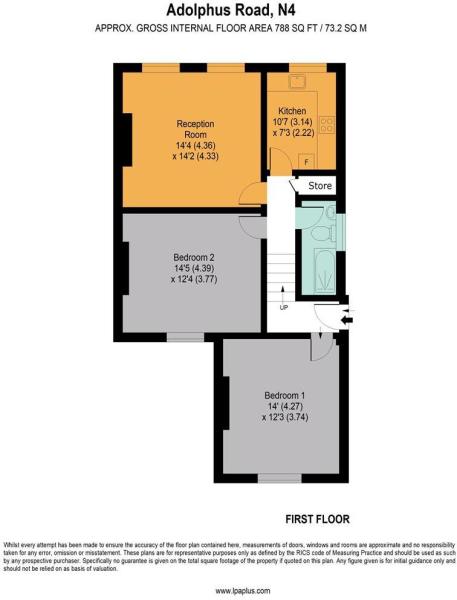 Adolphus Road, N4
APPROX. GROSS INTERNAL FLOOR AREA 788 SQ FT / 73.2 SQ M
Reception
Room
14'4 (4.36)
x 14'2 (4.33)
Kitchen
10'7 (3.14)
x 7'3 (2.22)
F
Store
Bedroom 2
14'5 (4.39)
x 12'4 (3.77)
UP
Bedroom 1
14' (4.27)
x 12'3 (3.74)
FIRST FLOOR
Whilst every attempt has been made to ensure the accuracy of the floor plan contained here, measurements of doors, windows and rooms are approximate and no responsibility
taken for any error, omission or misstatement. These plans are for representative purposes only as defined by the RICS code of Measuring Practice and should be used as such
by any prospective purchaser. Specifically no guarantee is given on the total square footage of the property if quoted on this plan. Any figure given is for initial guidance only and
should not be relied on as basis of valuation.
www.lpaplus.com